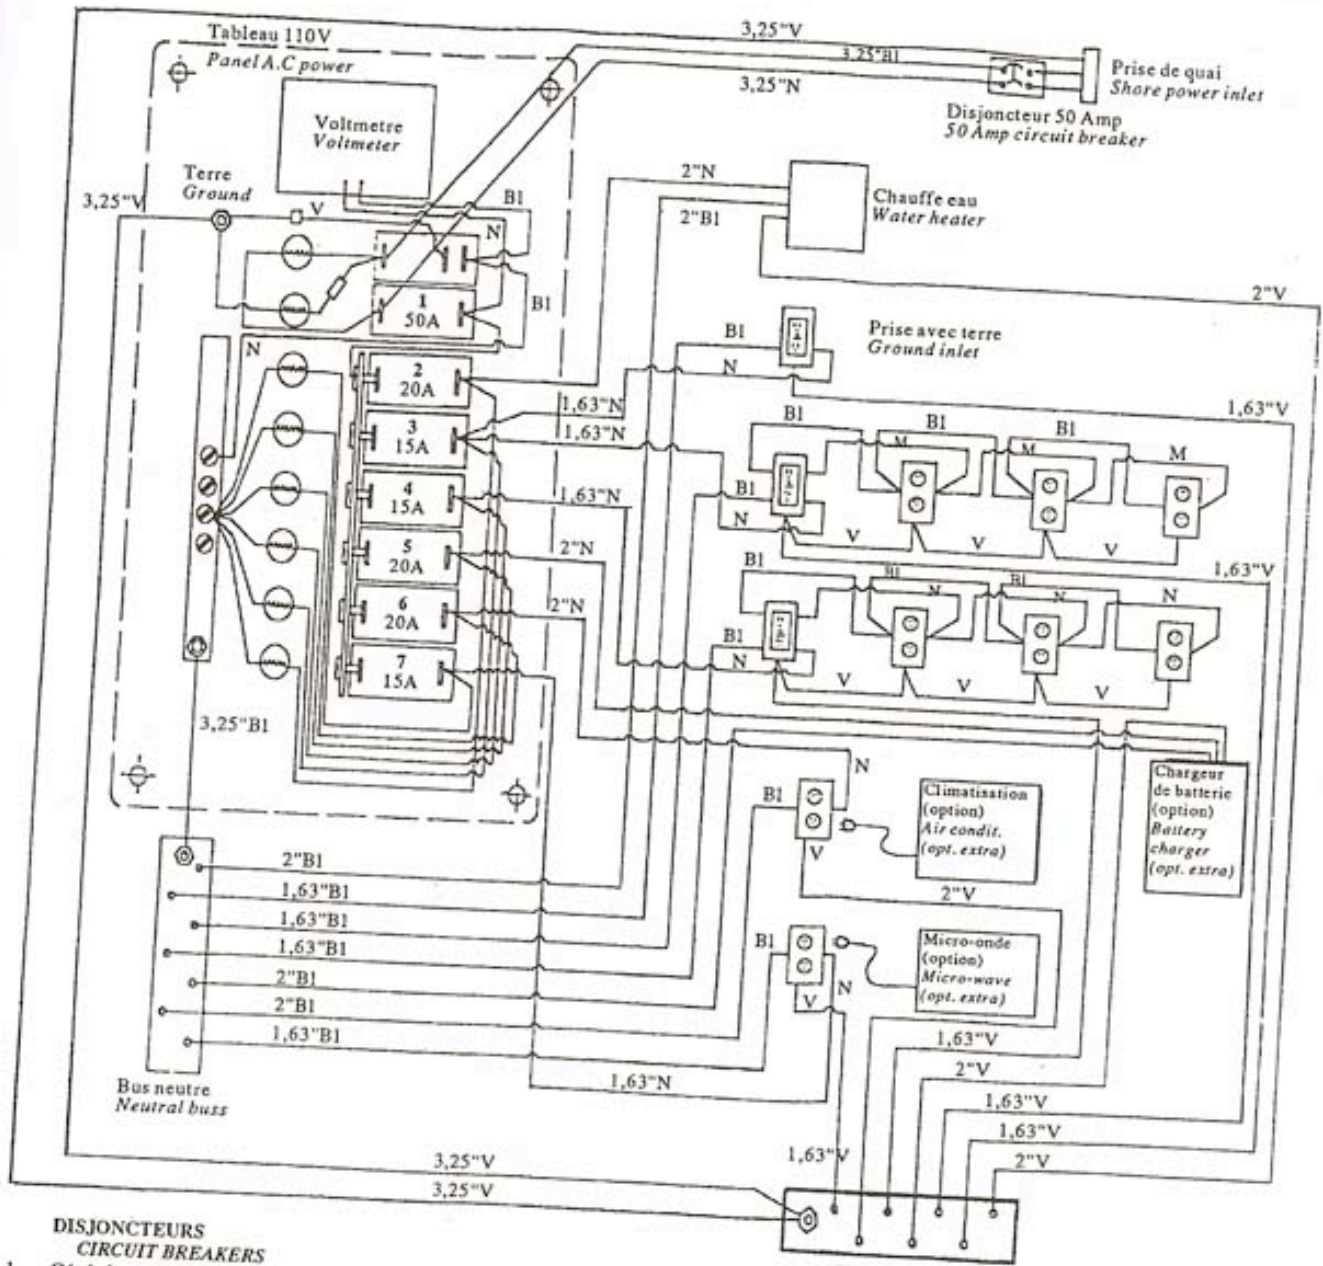 3,25"V
Tableau 110V
Panel A.C power
3,25"Bl
3,25"N
Prise de quai
Shore power inlet
Disjoncteur 50 Amp
50 Amp circuit breaker
Voltmetre
Voltmeter
Terre
Ground
3,25"V
V
Bl
N
2"N
2"Bl
Chauffe eau
Water heater
2"V
1
50A
Bl
N
Bl
N
Prise avec terre
Ground inlet
2
20A
1,63"N
1,63"V
3
15A
1,63"N
Bl
Bl
Bl
M
M
M
4
15A
1,63"N
Bl
N
V
V
V
5
20A
2"N
1,63"V
Bl
Bl
Bl
N
N
N
6
20A
2"N
Bl
N
7
15A
V
V
V
3,25"Bl
N
Bl
V
Climatisation
(option)
Air condit.
(opt. extra)
Chargeur
de batterie
(option)
Battery
charger
(opt. extra)
2"Bl
2"V
1,63"Bl
1,63"Bl
1,63"Bl
Bl
N
V
Micro-onde
(option)
Micro-wave
(opt. extra)
2"Bl
2"Bl
1,63"Bl
1,63"V
1,63"N
2"V
Bus neutre
Neutral buss
1,63"V
1,63"V
1,63"V
2"V
3,25"V
3,25"V
DISJONCTEURS
CIRCUIT BREAKERS